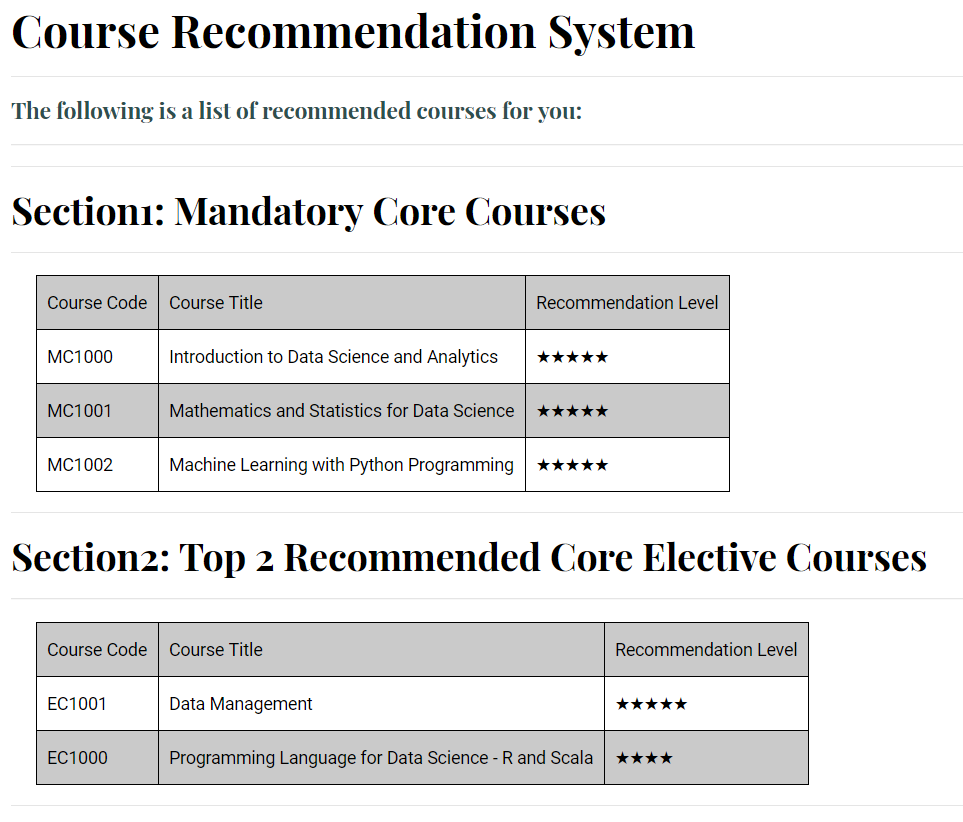 Course Recommendation System
The following is a list of recommended courses for you:
Section1: Mandatory Core Courses
Course Code Course Title Recommendation Level
MC1000 Introduction to Data Science and Analytics ★★★★★
MC1001 Mathematics and Statistics for Data Science ★★★★★
MC1002 Machine Learning with Python Programming ★★★★★
Section2: Top 2 Recommended Core Elective Courses
Course Code Course Title Recommendation Level
EC1001 Data Management ★★★★★
EC1000 Programming Language for Data Science - R and Scala ★★★★